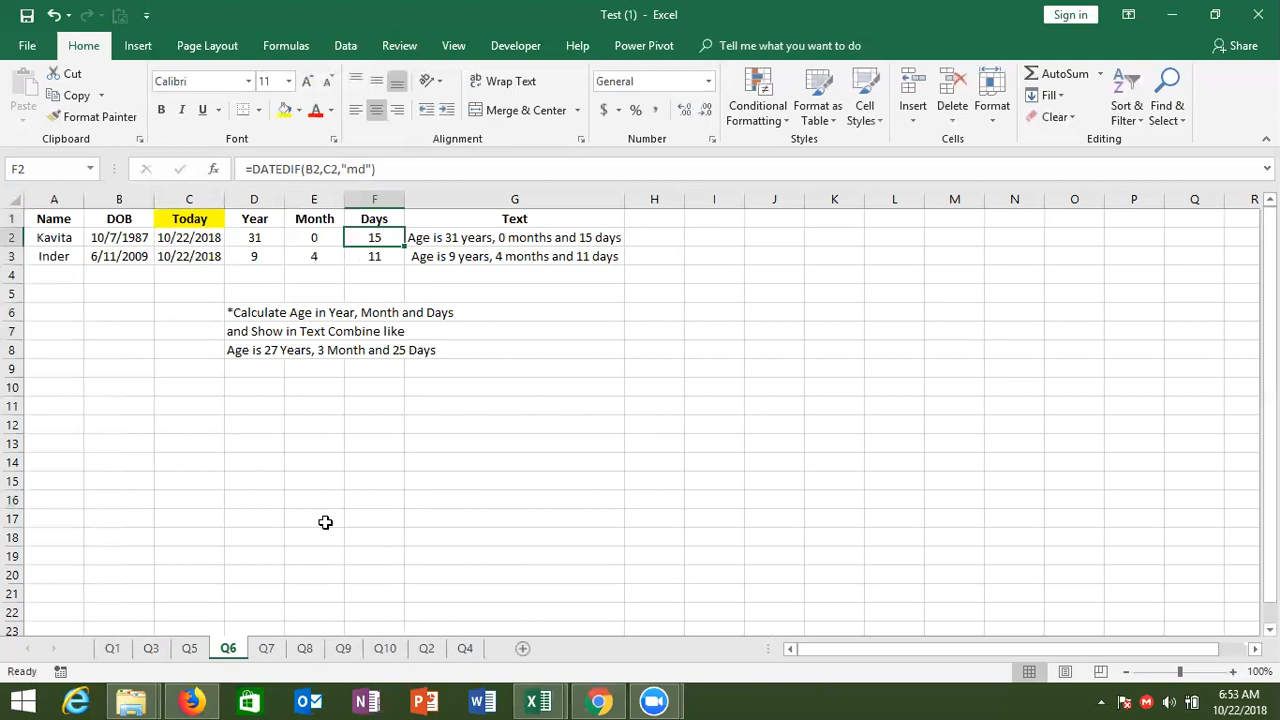 Test (1) - Excel
Sign in
File Home Insert Page Layout Formulas Data Review View Developer Help Power Pivot Tell me what you want to do Share
Paste Cut Copy Format Painter
Clipboard
Calibri 11
B I U A
Font
Wrap Text
Merge & Center
Alignment
General
$ % ,
Number
Conditional Formatting Format as Table Cell Styles
Styles
Insert Delete Format
Cells
AutoSum Fill Clear Sort & Filter Find & Select
Editing
F2 fx =DATEDIF(B2,C2,"md")
A B C D E F G H I J K L M N O P Q R
1 Name DOB Today Year Month Days Text
2 Kavita 10/7/1987 10/22/2018 31 0 15 Age is 31 years, 0 months and 15 days
3 Inder 6/11/2009 10/22/2018 9 4 11 Age is 9 years, 4 months and 11 days
4
5
6 *Calculate Age in Year, Month and Days
7 and Show in Text Combine like
8 Age is 27 Years, 3 Month and 25 Days
9
10
11
12
13
14
15
16
17
18
19
20
21
22
23
Q1 Q3 Q5 Q6 Q7 Q8 Q9 Q10 Q2 Q4
Ready 100%
6:53 AM
10/22/2018